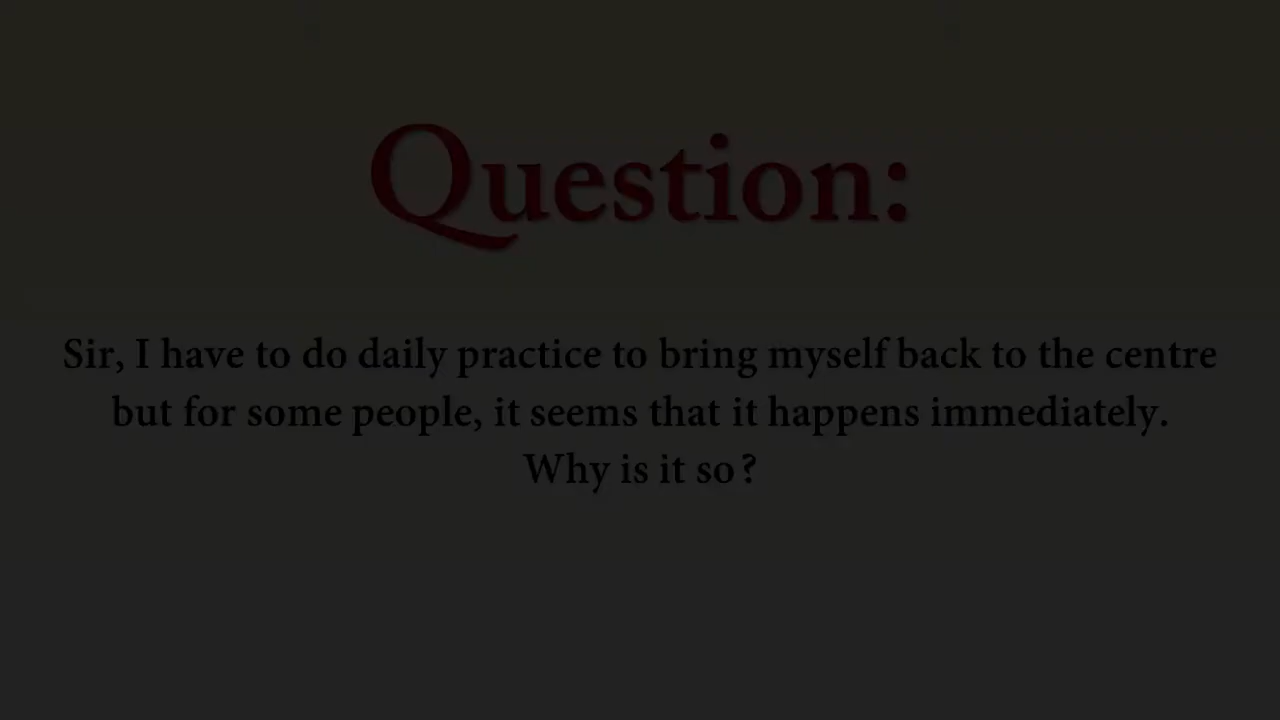 Question:
Sir, I have to do daily practice to bring myself back to the centre
but for some people, it seems that it happens immediately.
Why is it so?